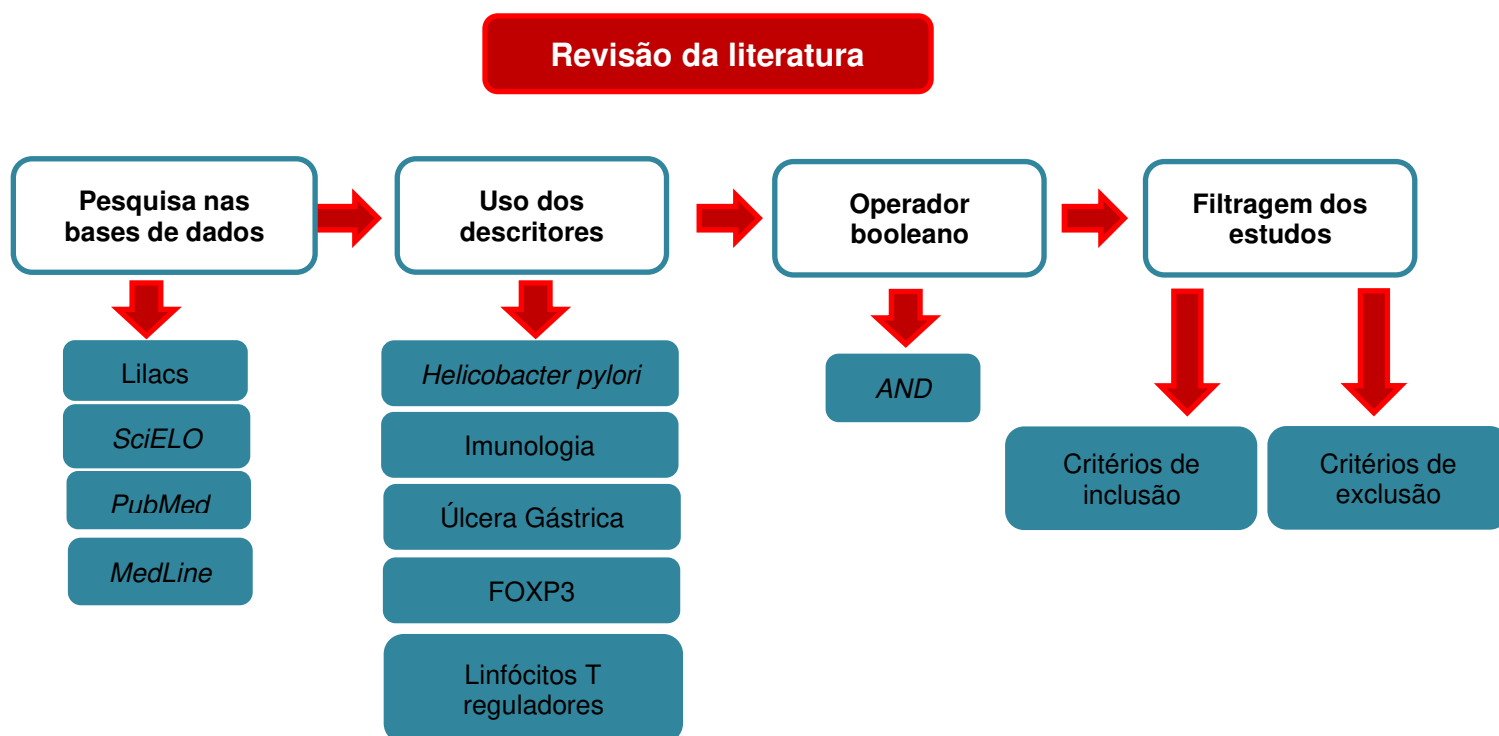 Revisão da literatura
Pesquisa nas
bases de dados
Uso dos
descritores
Operador
booleano
Filtragem dos
estudos
Lilacs
SciELO
PubMed
MedLine
Helicobacter pylori
Imunologia
Úlcera Gástrica
FOXP3
Linfócitos T
reguladores
AND
Critérios de
inclusão
Critérios de
exclusão